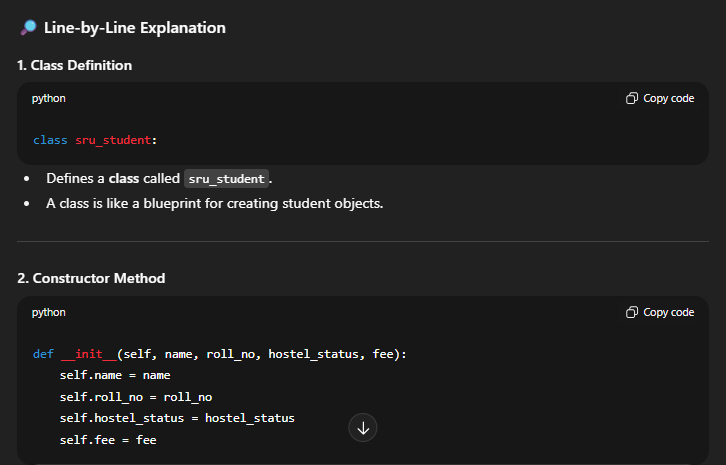 🔎 Line-by-Line Explanation
1. Class Definition
python Copy code
class sru_student:
• Defines a class called sru_student.
• A class is like a blueprint for creating student objects.
2. Constructor Method
python Copy code
def __init__(self, name, roll_no, hostel_status, fee):
    self.name = name
    self.roll_no = roll_no
    self.hostel_status = hostel_status
    self.fee = fee